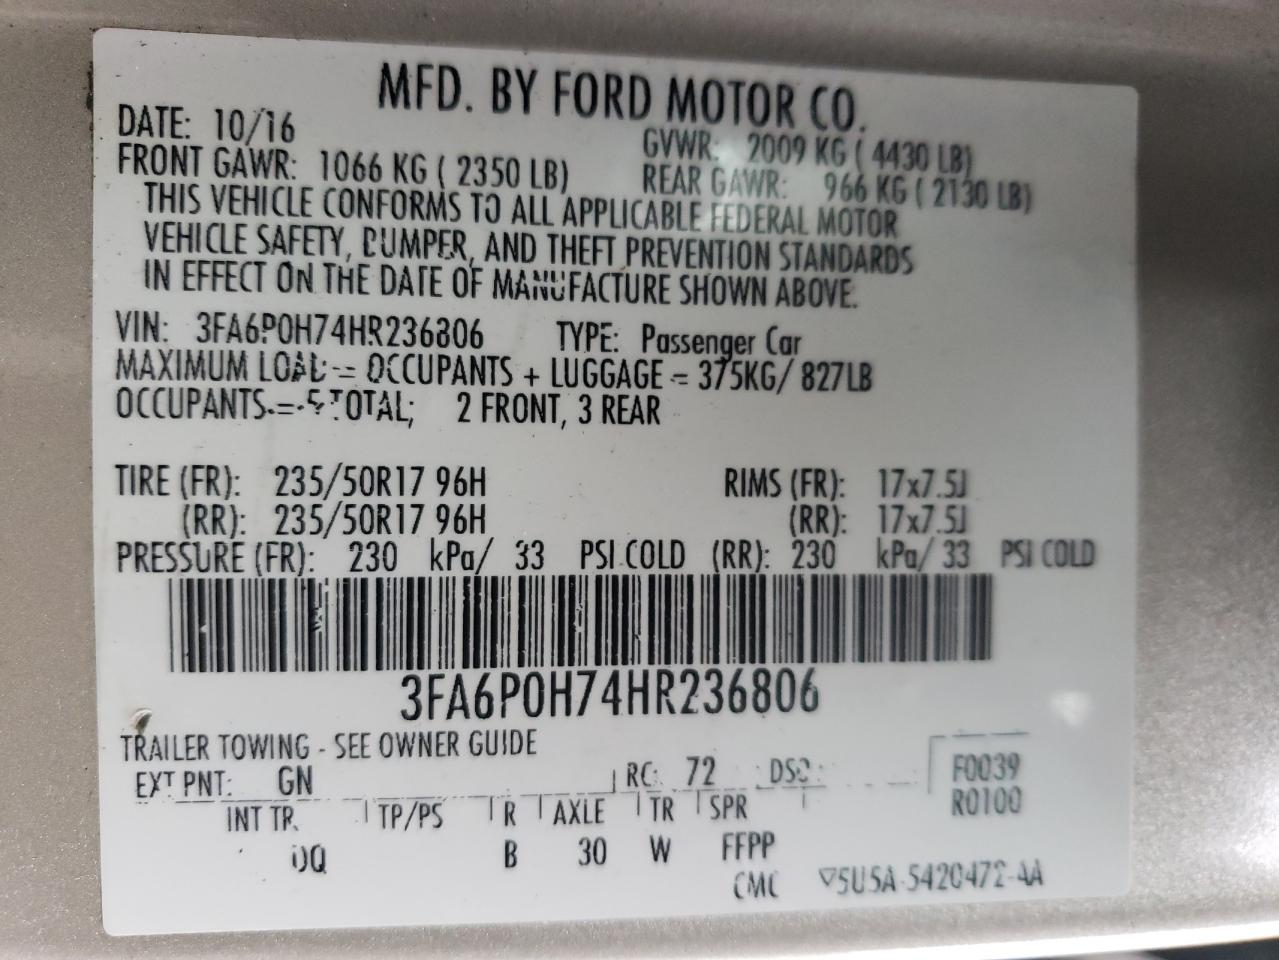 MFD. BY FORD MOTOR CO.
DATE: 10/16 GVWR: 2009 KG ( 4430 LB)
FRONT GAWR: 1066 KG ( 2350 LB) REAR GAWR: 966 KG ( 2130 LB)
THIS VEHICLE CONFORMS TO ALL APPLICABLE FEDERAL MOTOR
VEHICLE SAFETY, BUMPER, AND THEFT PREVENTION STANDARDS
IN EFFECT ON THE DATE OF MANUFACTURE SHOWN ABOVE.
VIN: 3FA6P0H74HR236806 TYPE: Passenger Car
MAXIMUM LOAD = OCCUPANTS + LUGGAGE = 375KG/ 827LB
OCCUPANTS = 5 TOTAL; 2 FRONT, 3 REAR
TIRE (FR): 235/50R17 96H RIMS (FR): 17x7.5J
(RR): 235/50R17 96H (RR): 17x7.5J
PRESSURE (FR): 230 kPa/ 33 PSI COLD (RR): 230 kPa/ 33 PSI COLD
3FA6P0H74HR236806
TRAILER TOWING - SEE OWNER GUIDE
EXT PNT: GN RC: 72 DSO: F0039
INT TR TP/PS R AXLE TR SPR R0100
DQ B 30 W FFPP
CMC ▽5U5A-5420472-AA